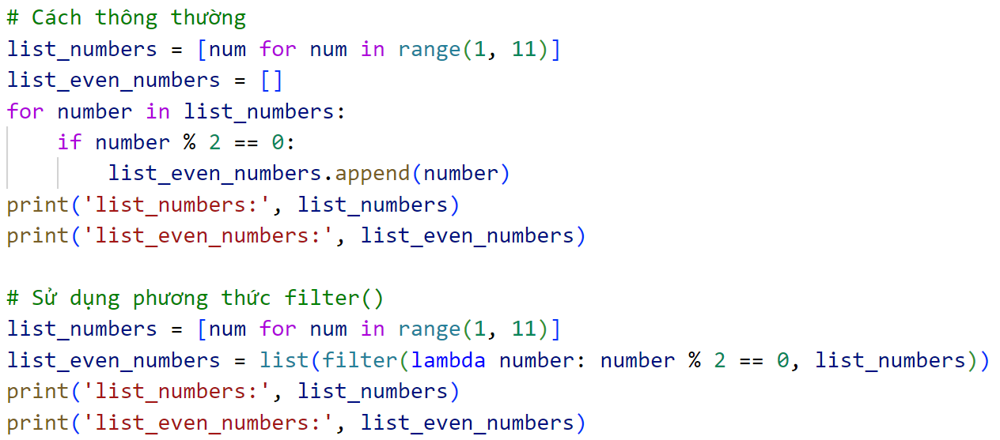 # Cách thông thường
list_numbers = [num for num in range(1, 11)]
list_even_numbers = []
for number in list_numbers:
    if number % 2 == 0:
        list_even_numbers.append(number)
print('list_numbers:', list_numbers)
print('list_even_numbers:', list_even_numbers)

# Sử dụng phương thức filter()
list_numbers = [num for num in range(1, 11)]
list_even_numbers = list(filter(lambda number: number % 2 == 0, list_numbers))
print('list_numbers:', list_numbers)
print('list_even_numbers:', list_even_numbers)